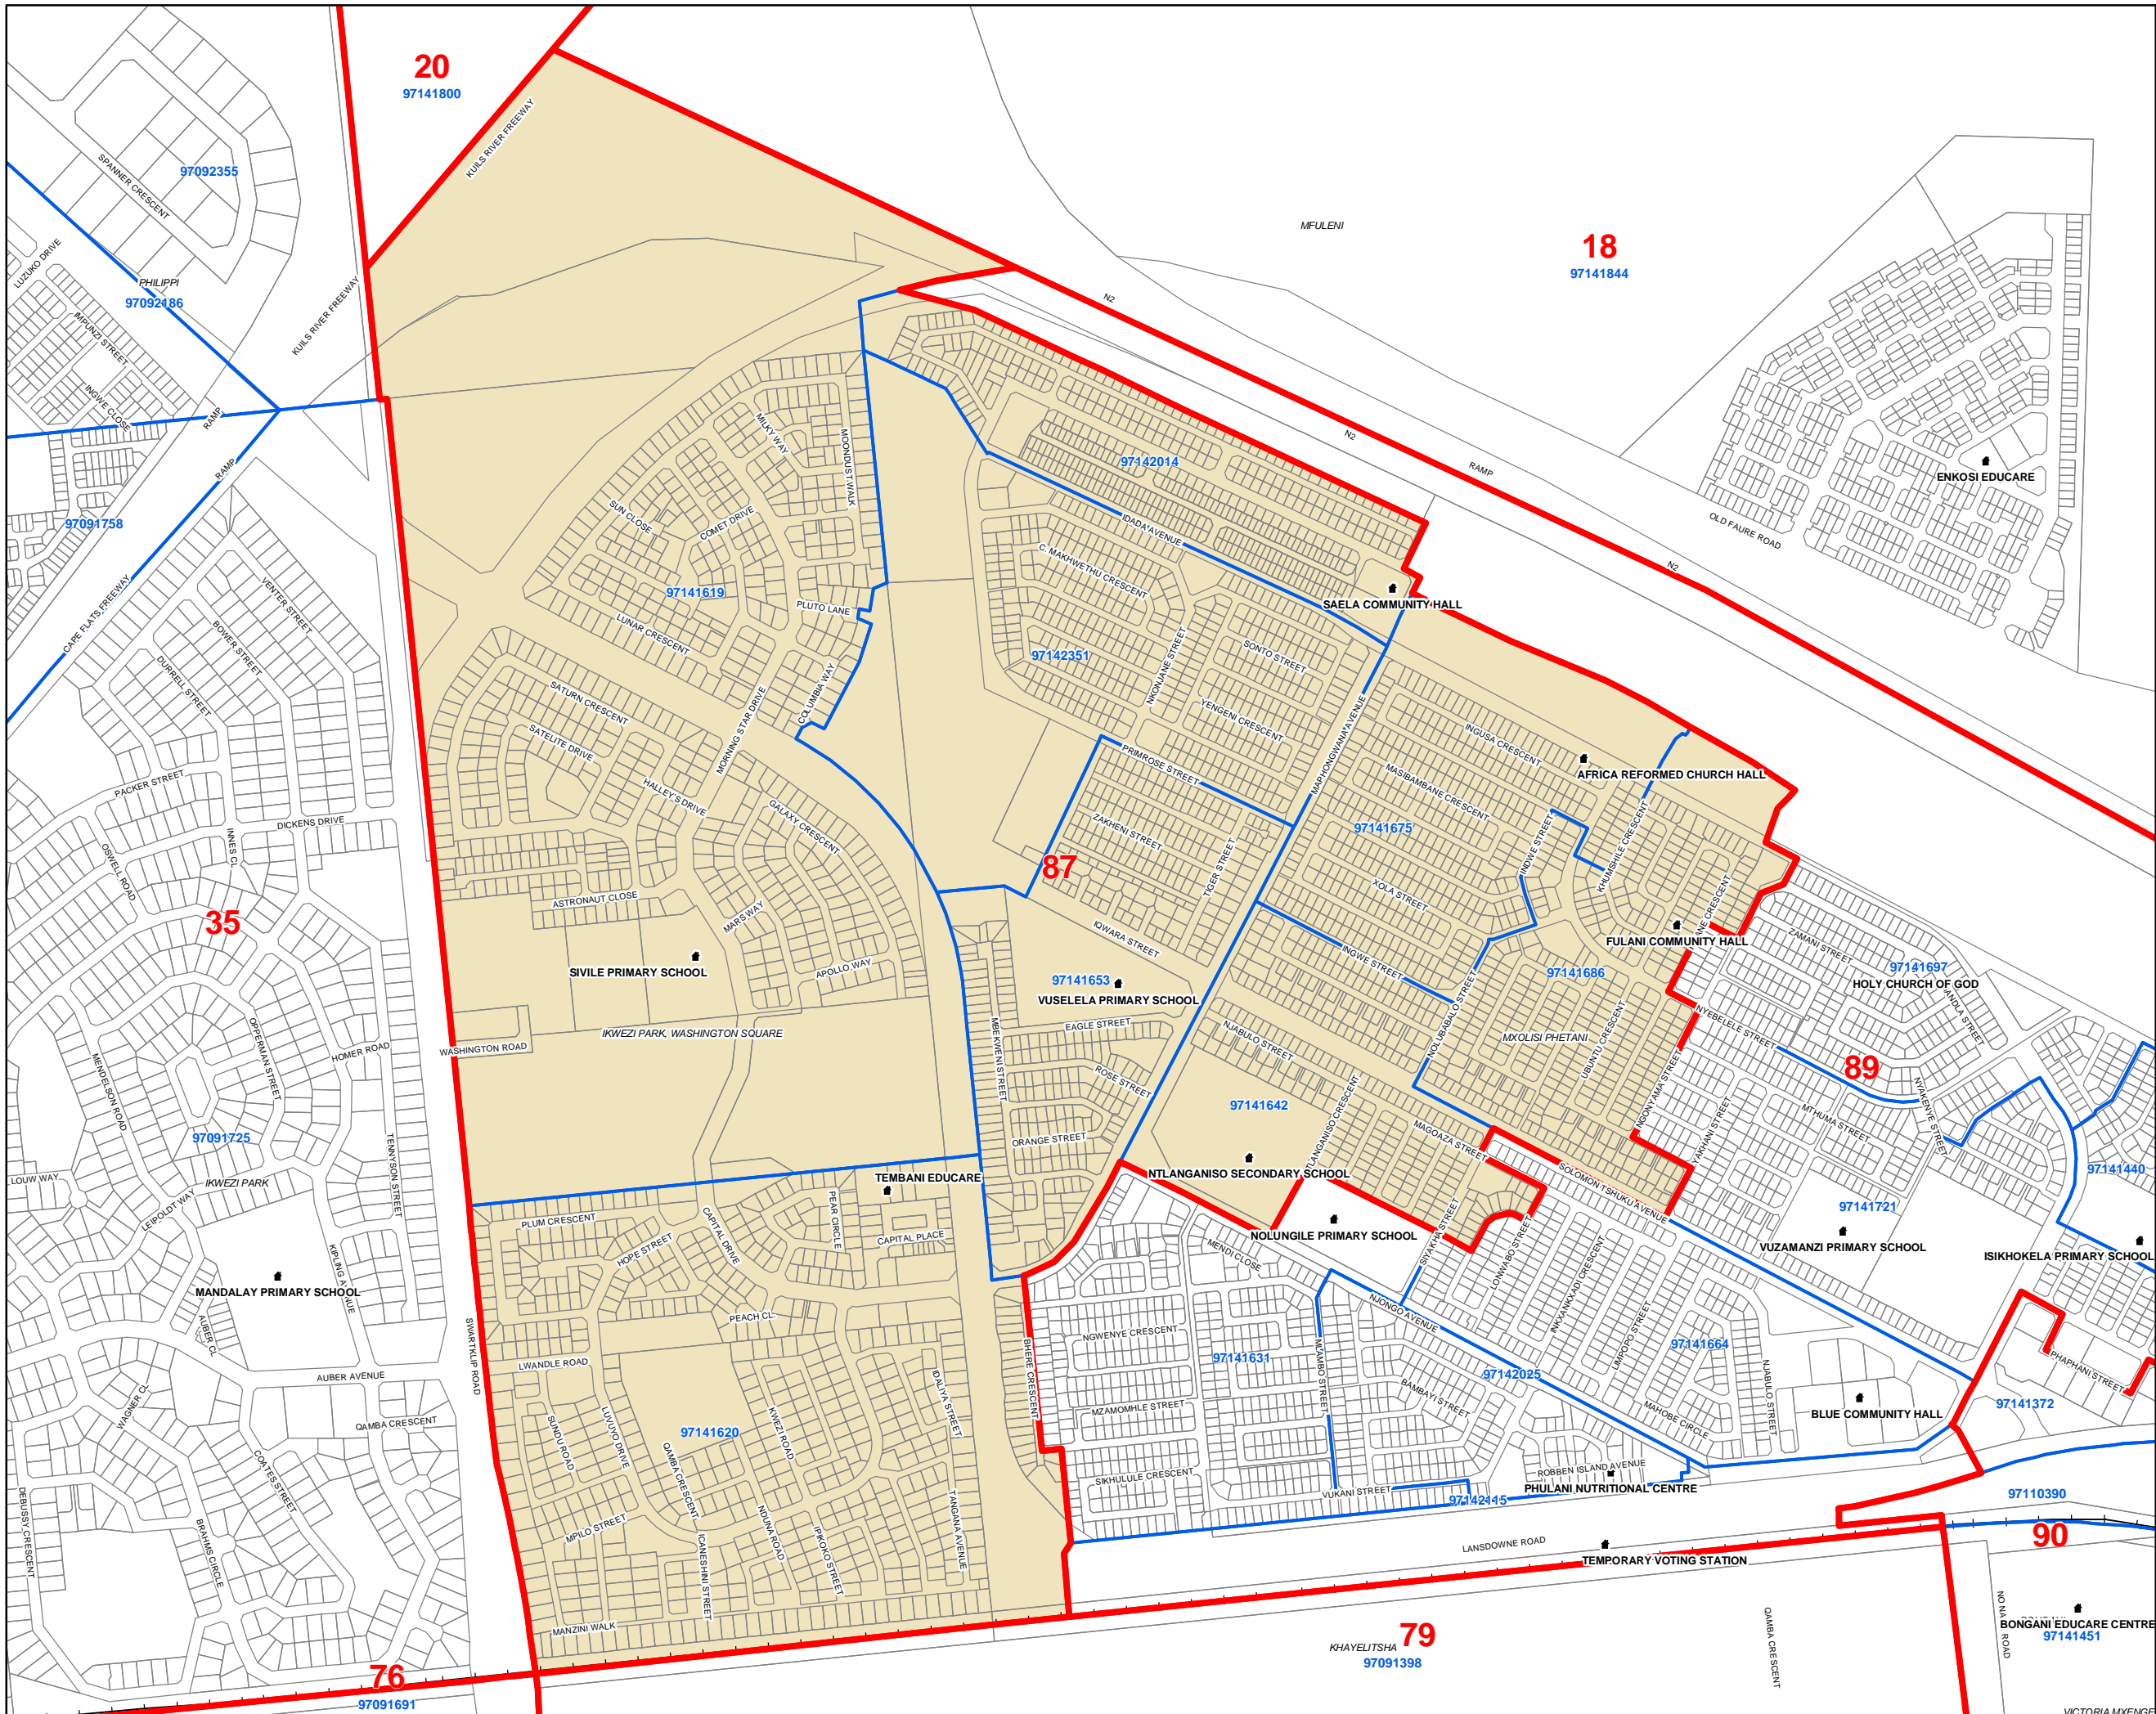 20
97141800
KUILS RIVER FREEWAY
97092355
SPANNER CRESCENT
LUZUKO DRIVE
PHILIPPI
97092186
IMPUNZI STREET
INGWE CLOSE
KUILS RIVER FREEWAY
RAMP
RAMP
97091758
CAPE FLATS FREEWAY
MFULENI
18
97141844
N2
N2
RAMP
N2
OLD FAURE ROAD
ENKOSI EDUCARE
MILKY WAY
MOONDUST WALK
SUN CLOSE
COMET DRIVE
97141619
PLUTO LANE
LUNAR CRESCENT
COLUMBIA WAY
MORNING STAR DRIVE
SATURN CRESCENT
SATELITE DRIVE
HALLEY'S DRIVE
GALAXY CRESCENT
ASTRONAUT CLOSE
MARS WAY
APOLLO WAY
SIVILE PRIMARY SCHOOL
IKWEZI PARK, WASHINGTON SQUARE
WASHINGTON ROAD
97142014
IDADA AVENUE
C. MAKHWETHU CRESCENT
97142351
NKONJANE STREET
SONTO STREET
YENGENI CRESCENT
SAELA COMMUNITY HALL
MAPHONGWANA AVENUE
PRIMROSE STREET
ZAKHENI STREET
TIGER STREET
87
IQWARA STREET
97141653
VUSELELA PRIMARY SCHOOL
EAGLE STREET
MBEKWENI STREET
ROSE STREET
ORANGE STREET
INGUSA CRESCENT
AFRICA REFORMED CHURCH HALL
MASIBAMBANE CRESCENT
97141675
KHUMSHILE CRESCENT
INDWE STREET
XOLA STREET
INGWE STREET
FULANI COMMUNITY HALL
97141686
NOLUBABALO STREET
MXOLISI PHETANI
UBUNTU CRESCENT
NGONYAMA STREET
ZAMANI STREET
97141697
HOLY CHURCH OF GOD
NYEBELELE STREET
89
NYAKENYE STREET
MTHUMA STREET
97141440
97141721
VUZAMANZI PRIMARY SCHOOL
ISIKHOKELA PRIMARY SCHOOL
NJABULO STREET
97141642
NTLANGANISO CRESCENT
MAGOAZA STREET
NTLANGANISO SECONDARY SCHOOL
SOLOMON TSHUKU AVENUE
NOLUNGILE PRIMARY SCHOOL
SIYAKHA STREET
LONWABO STREET
MENDI CLOSE
NJONGO AVENUE
INKXANKXADI CRESCENT
LIMPOPO STREET
97141664
NJABULO STREET
MAHOBE CIRCLE
BLUE COMMUNITY HALL
PHAPHANI STREET
97141372
BHERE CRESCENT
NGWENYE CRESCENT
97141631
MLAMBO STREET
97142025
BAMBAYI STREET
MZAMOMHLE STREET
SIKHULULE CRESCENT
VUKANI STREET
97142115
ROBBEN ISLAND AVENUE
PHULANI NUTRITIONAL CENTRE
LANSDOWNE ROAD
TEMPORARY VOTING STATION
97110390
90
NO NAME ROAD
BONGANI EDUCARE CENTRE
97141451
QAMBA CRESCENT
KHAYELITSHA
79
97091398
VICTORIA MXENGE
VENTER STREET
BOWER STREET
DURRELL STREET
PACKER STREET
DICKENS DRIVE
INNES CL
OSWELL ROAD
35
OPPERMAN STREET
HOMER ROAD
MENDELSON ROAD
97091725
TENNYSON STREET
LOUW WAY
IKWEZI PARK
LEIPOLDT WAY
KIPLING AVENUE
MANDALAY PRIMARY SCHOOL
AUBER CL
AUBER AVENUE
WAGNER CL
QAMBA CRESCENT
COATES STREET
DEBUSSY CRESCENT
BRAHMS CIRCLE
SWARTKLIP ROAD
76
97091691
TEMBANI EDUCARE
PLUM CRESCENT
HOPE STREET
CAPITAL DRIVE
PEAR CIRCLE
CAPITAL PLACE
PEACH CL.
LWANDLE ROAD
SUNDU ROAD
LUVUYO DRIVE
97141620
KWEZI ROAD
IDALIYA STREET
QAMBA CRESCENT
MPILO STREET
ICANESHINI STREET
NDUNA ROAD
IPIKOKO STREET
TANGANA AVENUE
MANZINI WALK